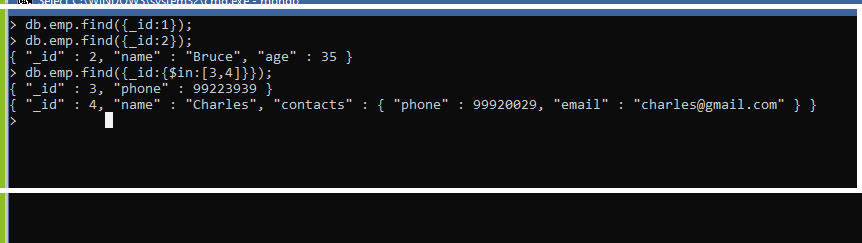 Select C:\WINDOWS\system32\cmd.exe - mongo
> db.emp.find({_id:1});
> db.emp.find({_id:2});
{ "_id" : 2, "name" : "Bruce", "age" : 35 }
> db.emp.find({_id:{$in:[3,4]}});
{ "_id" : 3, "phone" : 99223939 }
{ "_id" : 4, "name" : "Charles", "contacts" : { "phone" : 99920029, "email" : "charles@gmail.com" } }
>